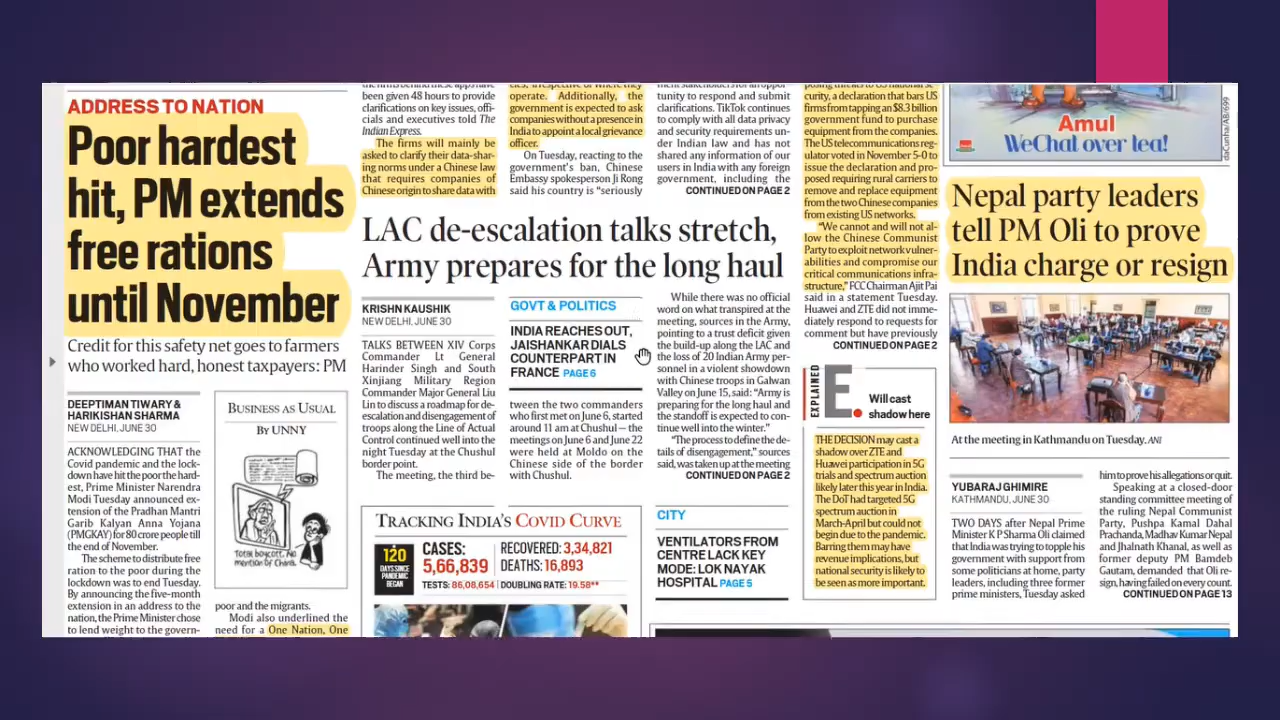 ADDRESS TO NATION
Poor hardest
hit, PM extends
free rations
until November
Credit for this safety net goes to farmers
who worked hard, honest taxpayers: PM
DEEPTIMAN TIWARY &
HARIKISHAN SHARMA
NEW DELHI, JUNE 30
ACKNOWLEDGING THAT the
Covid pandemic and the lock-
down have hit the poor the hard-
est, Prime Minister Narendra
Modi Tuesday announced ex-
tension of the Pradhan Mantri
Garib Kalyan Anna Yojana
(PMGKAY) for 80 crore people till
the end of November.
The scheme to distribute free
ration to the poor during the
lockdown was to end Tuesday.
By announcing the five-month
extension in an address to the
nation, the Prime Minister chose
to lend weight to the govern-
BUSINESS AS USUAL
BY UNNY
Total boycott. No
mention of China.
poor and the migrants.
Modi also underlined the
need for a One Nation, One
been given 48 hours to provide
clarifications on key issues, offi-
cials and executives told The
Indian Express.
The firms will mainly be
asked to clarify their data-shar-
ing norms under a Chinese law
that requires companies of
Chinese origin to share data with
operate. Additionally, the
government is expected to ask
companies without a presence in
India to appoint a local grievance
officer.
On Tuesday, reacting to the
government's ban, Chinese
Embassy spokesperson Ji Rong
said his country is "seriously
tunity to respond and submit
clarifications. TikTok continues
to comply with all data privacy
and security requirements un-
der Indian law and has not
shared any information of our
users in India with any foreign
government, including the
CONTINUED ON PAGE 2
LAC de-escalation talks stretch,
Army prepares for the long haul
KRISHN KAUSHIK
NEW DELHI, JUNE 30
TALKS BETWEEN XIV Corps
Commander Lt General
Harinder Singh and South
Xinjiang Military Region
Commander Major General Liu
Lin to discuss a roadmap for de-
escalation and disengagement of
troops along the Line of Actual
Control continued well into the
night Tuesday at the Chushul
border point.
The meeting, the third be-
GOVT & POLITICS
INDIA REACHES OUT,
JAISHANKAR DIALS
COUNTERPART IN
FRANCE PAGE 6
tween the two commanders
who first met on June 6, started
around 11 am at Chushul — the
meetings on June 6 and June 22
were held at Moldo on the
Chinese side of the border
with Chushul.
While there was no official
word on what transpired at the
meeting, sources in the Army,
pointing to a trust deficit given
the build-up along the LAC and
the loss of 20 Indian Army per-
sonnel in a violent showdown
with Chinese troops in Galwan
Valley on June 15, said: "Army is
preparing for the long haul and
the standoff is expected to con-
tinue well into the winter."
"The process to define the de-
tails of disengagement," sources
said, was taken up at the meeting
CONTINUED ON PAGE 2
TRACKING INDIA'S COVID CURVE
120
DAYS SINCE
PANDEMIC
BEGAN
CASES:
5,66,839
RECOVERED: 3,34,821
DEATHS: 16,893
TESTS: 86,08,654 DOUBLING RATE: 19.58**
CITY
VENTILATORS FROM
CENTRE LACK KEY
MODE: LOK NAYAK
HOSPITAL PAGE 5
curity, a declaration that bars US
firms from tapping an $8.3 billion
government fund to purchase
equipment from the companies.
The US telecommunications reg-
ulator voted in November 5-0 to
issue the declaration and pro-
posed requiring rural carriers to
remove and replace equipment
from the two Chinese companies
from existing US networks.
"We cannot and will not al-
low the Chinese Communist
Party to exploit network vulner-
abilities and compromise our
critical communications infra-
structure," FCC Chairman Ajit Pai
said in a statement Tuesday.
Huawei and ZTE did not imme-
diately respond to requests for
comment but have previously
CONTINUED ON PAGE 2
EXPLAINED
E.
Will cast
shadow here
THE DECISION may cast a
shadow over ZTE and
Huawei participation in 5G
trials and spectrum auction
likely later this year in India.
The DoT had targeted 5G
spectrum auction in
March-April but could not
begin due to the pandemic.
Barring them may have
revenue implications, but
national security is likely to
be seen as more important.
Amul
WeChat over tea!
daCunha/AB/699
Nepal party leaders
tell PM Oli to prove
India charge or resign
At the meeting in Kathmandu on Tuesday. ANI
YUBARAJ GHIMIRE
KATHMANDU, JUNE 30
TWO DAYS after Nepal Prime
Minister K P Sharma Oli claimed
that India was trying to topple his
government with support from
some politicians at home, party
leaders, including three former
prime ministers, Tuesday asked
him to prove his allegations or quit.
Speaking at a closed-door
standing committee meeting of
the ruling Nepal Communist
Party, Pushpa Kamal Dahal
Prachanda, Madhav Kumar Nepal
and Jhalnath Khanal, as well as
former deputy PM Bamdeb
Gautam, demanded that Oli re-
sign, having failed on every count.
CONTINUED ON PAGE 13